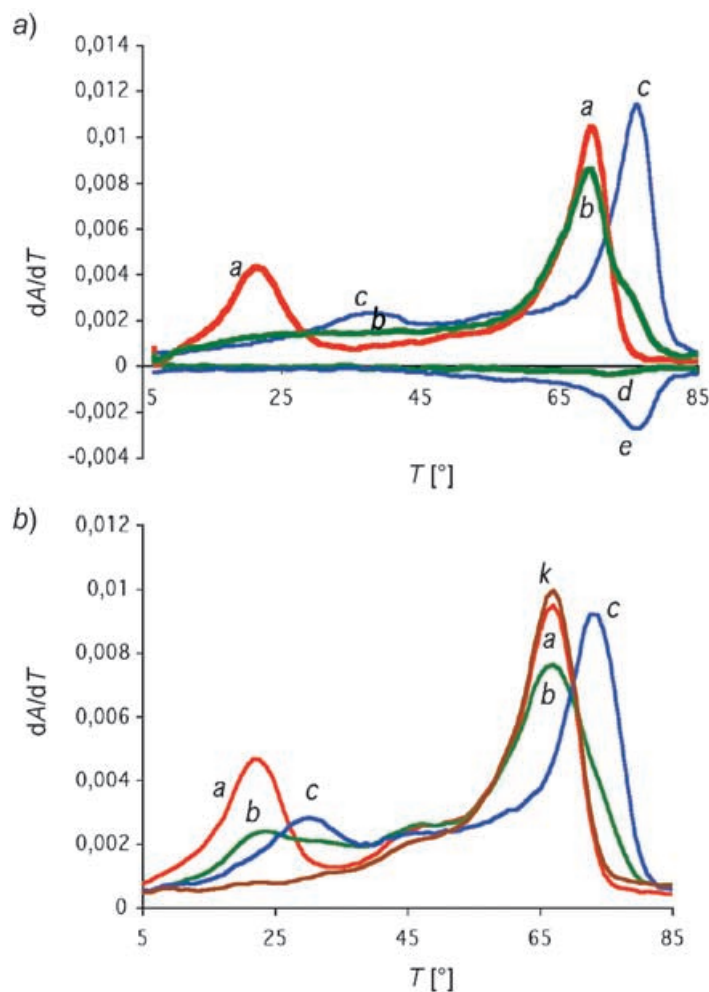 a)
0,014
0,012
0,01
0,008
0,006
0,004
0,002
0
-0,002
-0,004
dA/dT
5 25 45 65 85
T [°]
a
c
b
a
b
c
d
e
b)
0,012
0,01
0,008
0,006
0,004
0,002
0
dA/dT
5 25 45 65 85
T [°]
a
b
c
k
a
b
c